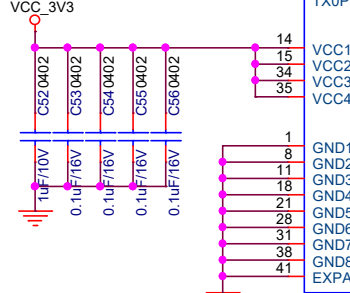 VCC_3V3
TX0P
14 VCC1
15 VCC2
34 VCC3
35 VCC4
C52 0402
1uF/10V
C53 0402
0.1uF/16V
C54 0402
0.1uF/16V
C55 0402
0.1uF/16V
C56 0402
0.1uF/16V
1 GND1
8 GND2
11 GND3
18 GND4
21 GND5
28 GND6
31 GND7
38 GND8
41 EXPA